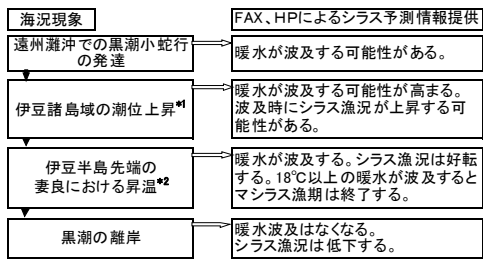 海況現象
FAX、HPによるシラス予測情報提供
遠州灘沖での黒潮小蛇行
の発達
暖水が波及する可能性がある。
伊豆諸島域の潮位上昇*1
暖水が波及する可能性が高まる。
波及時にシラス漁況が上昇する可
能性がある。
伊豆半島先端の
妻良における昇温*2
暖水が波及する。シラス漁況は好転
する。18℃以上の暖水が波及すると
マシラス漁期は終了する。
黒潮の離岸
暖水波及はなくなる。
シラス漁況は低下する。